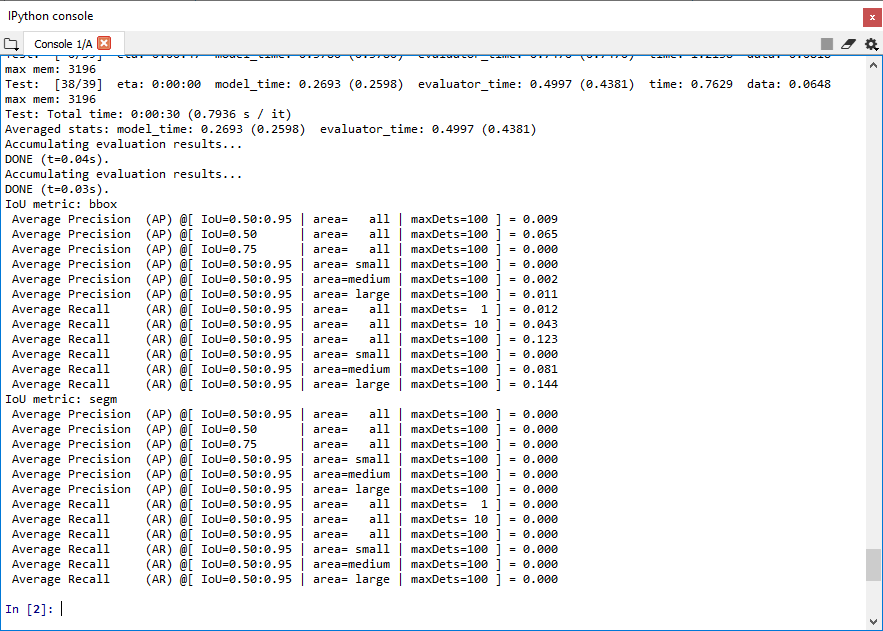 IPython console
Console 1/A
max mem: 3196
Test:  [38/39]  eta: 0:00:00  model_time: 0.2693 (0.2598)  evaluator_time: 0.4997 (0.4381)  time: 0.7629  data: 0.0648
max mem: 3196
Test: Total time: 0:00:30 (0.7936 s / it)
Averaged stats: model_time: 0.2693 (0.2598)  evaluator_time: 0.4997 (0.4381)
Accumulating evaluation results...
DONE (t=0.04s).
Accumulating evaluation results...
DONE (t=0.03s).
IoU metric: bbox
 Average Precision  (AP) @[ IoU=0.50:0.95 | area=   all | maxDets=100 ] = 0.009
 Average Precision  (AP) @[ IoU=0.50      | area=   all | maxDets=100 ] = 0.065
 Average Precision  (AP) @[ IoU=0.75      | area=   all | maxDets=100 ] = 0.000
 Average Precision  (AP) @[ IoU=0.50:0.95 | area= small | maxDets=100 ] = 0.000
 Average Precision  (AP) @[ IoU=0.50:0.95 | area=medium | maxDets=100 ] = 0.002
 Average Precision  (AP) @[ IoU=0.50:0.95 | area= large | maxDets=100 ] = 0.011
 Average Recall     (AR) @[ IoU=0.50:0.95 | area=   all | maxDets=  1 ] = 0.012
 Average Recall     (AR) @[ IoU=0.50:0.95 | area=   all | maxDets= 10 ] = 0.043
 Average Recall     (AR) @[ IoU=0.50:0.95 | area=   all | maxDets=100 ] = 0.123
 Average Recall     (AR) @[ IoU=0.50:0.95 | area= small | maxDets=100 ] = 0.000
 Average Recall     (AR) @[ IoU=0.50:0.95 | area=medium | maxDets=100 ] = 0.081
 Average Recall     (AR) @[ IoU=0.50:0.95 | area= large | maxDets=100 ] = 0.144
IoU metric: segm
 Average Precision  (AP) @[ IoU=0.50:0.95 | area=   all | maxDets=100 ] = 0.000
 Average Precision  (AP) @[ IoU=0.50      | area=   all | maxDets=100 ] = 0.000
 Average Precision  (AP) @[ IoU=0.75      | area=   all | maxDets=100 ] = 0.000
 Average Precision  (AP) @[ IoU=0.50:0.95 | area= small | maxDets=100 ] = 0.000
 Average Precision  (AP) @[ IoU=0.50:0.95 | area=medium | maxDets=100 ] = 0.000
 Average Precision  (AP) @[ IoU=0.50:0.95 | area= large | maxDets=100 ] = 0.000
 Average Recall     (AR) @[ IoU=0.50:0.95 | area=   all | maxDets=  1 ] = 0.000
 Average Recall     (AR) @[ IoU=0.50:0.95 | area=   all | maxDets= 10 ] = 0.000
 Average Recall     (AR) @[ IoU=0.50:0.95 | area=   all | maxDets=100 ] = 0.000
 Average Recall     (AR) @[ IoU=0.50:0.95 | area= small | maxDets=100 ] = 0.000
 Average Recall     (AR) @[ IoU=0.50:0.95 | area=medium | maxDets=100 ] = 0.000
 Average Recall     (AR) @[ IoU=0.50:0.95 | area= large | maxDets=100 ] = 0.000
In [2]: